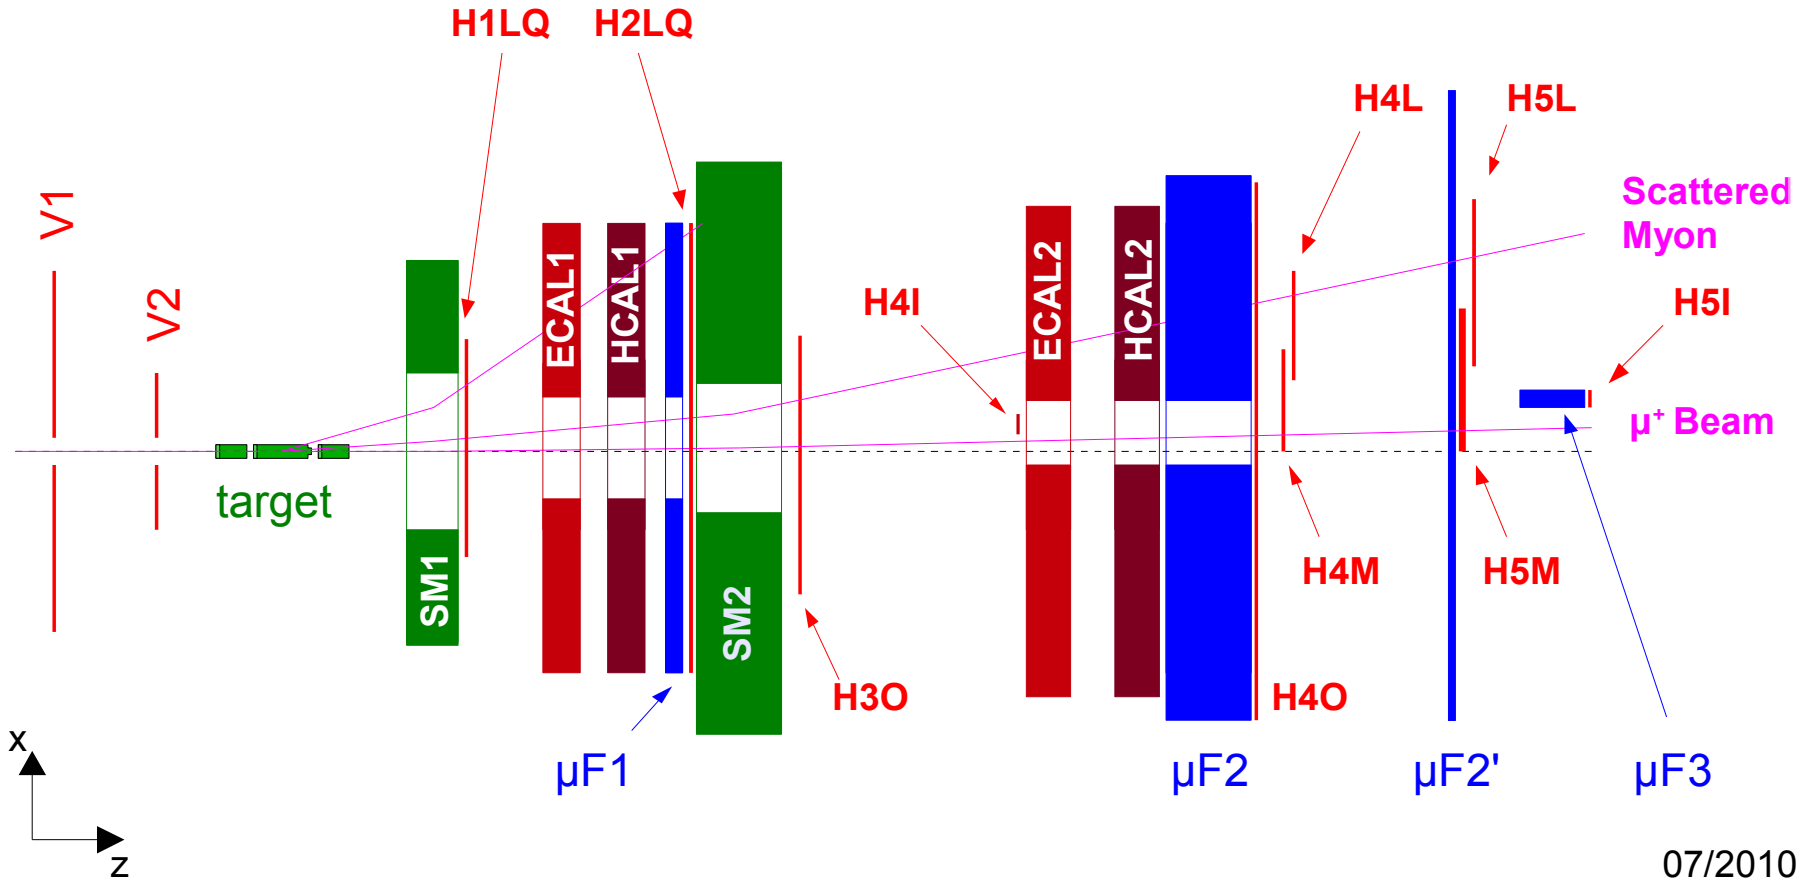 H1LQ
H2LQ
H4L
H5L
V1
V2
Scattered
Myon
ECAL1
HCAL1
ECAL2
HCAL2
H4I
H5I
µ⁺ Beam
target
SM1
SM2
H4M
H5M
H3O
H4O
µF1
µF2
µF2'
µF3
x
z
07/2010